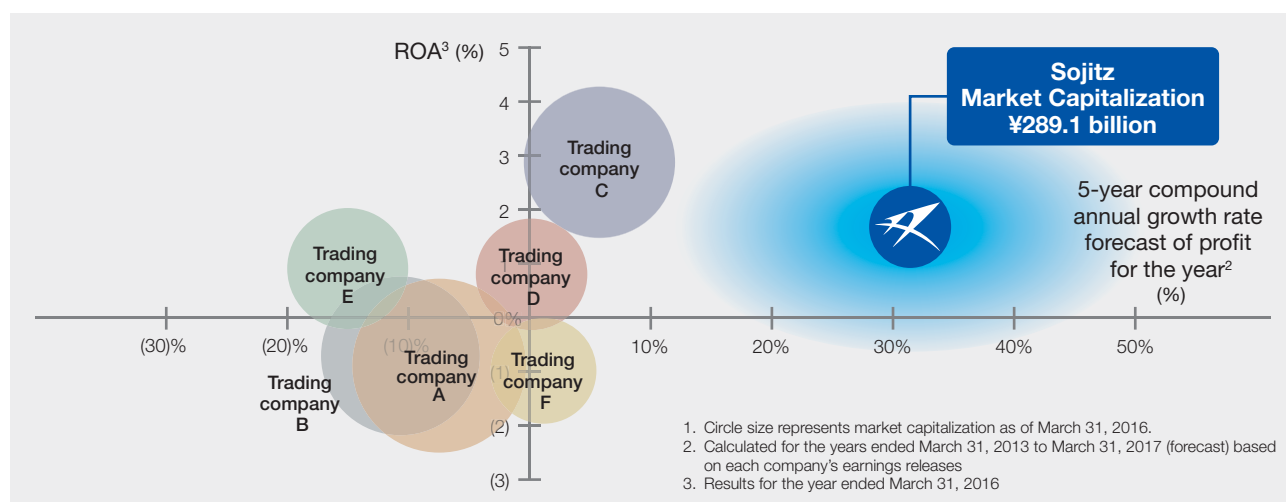 ROA³ (%)
5
4
3
2
1
0%
(1)
(2)
(3)
(30)%
(20)%
(10)%
10%
20%
30%
40%
50%
Sojitz
Market Capitalization
¥289.1 billion
Trading
company
C
Trading
company
E
Trading
company
D
Trading
company
A
Trading
company
B
Trading
company
F
5-year compound
annual growth rate
forecast of profit
for the year²
(%)
1. Circle size represents market capitalization as of March 31, 2016.
2. Calculated for the years ended March 31, 2013 to March 31, 2017 (forecast) based
on each company's earnings releases
3. Results for the year ended March 31, 2016